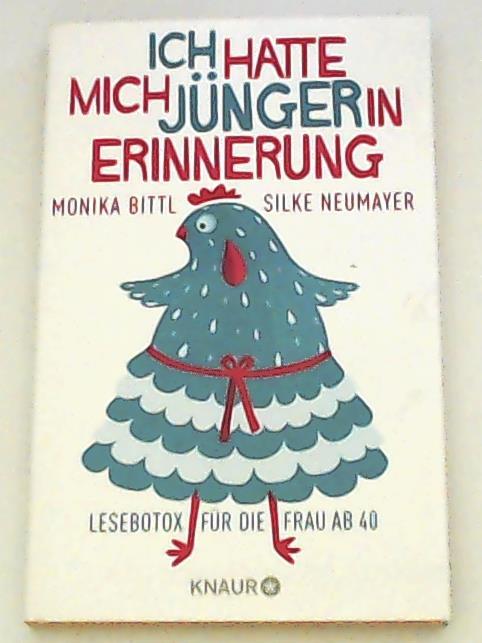 ICH HATTE
MICH JÜNGER IN
ERINNERUNG
MONIKA BITTL SILKE NEUMAYER
LESEBOTOX FÜR DIE FRAU AB 40
KNAUR